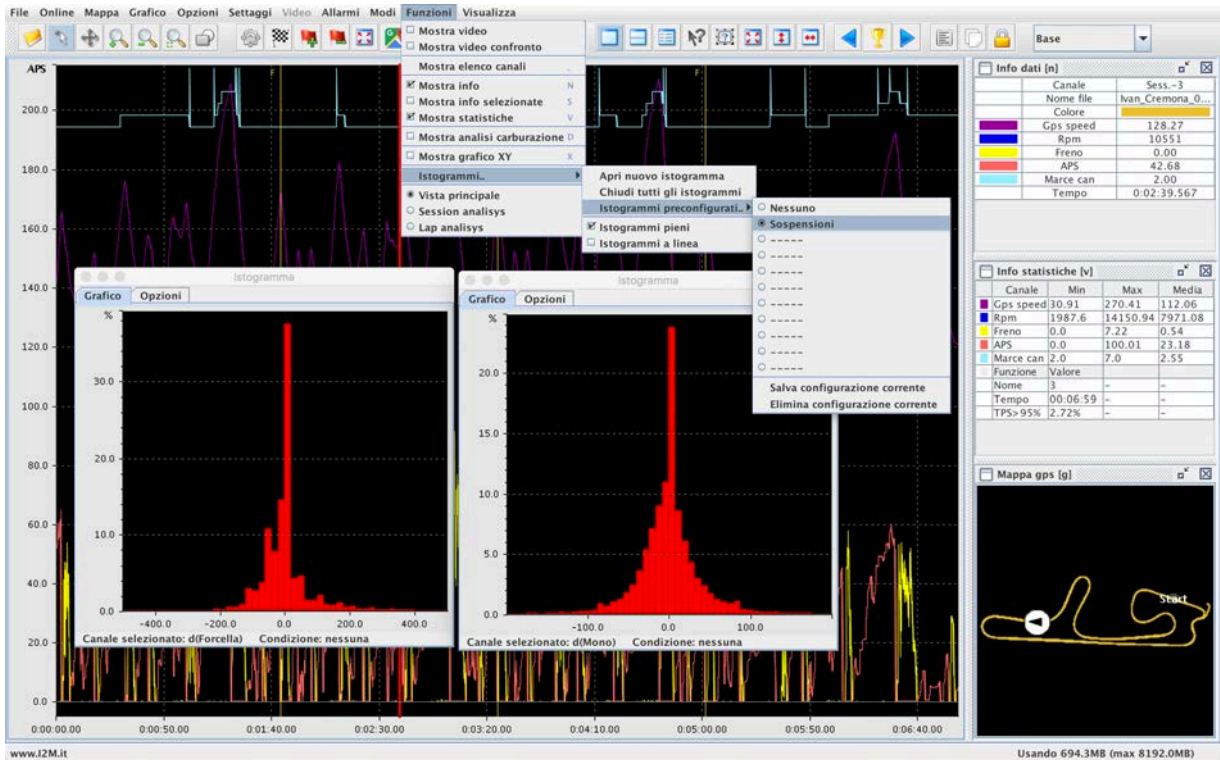 File Online Mappa Grafico Opzioni Settaggi Video Allarmi Modi Funzioni Visualizza
Base
Mostra video
Mostra video confronto
Mostra elenco canali
Mostra info N
Mostra info selezionate S
Mostra statistiche V
Mostra analisi carburazione D
Mostra grafico XY X
Istogrammi..
Vista principale
Session analisys
Lap analisys
Apri nuovo istogramma
Chiudi tutti gli istogrammi
Istogrammi preconfigurati..
Istogrammi pieni
Istogrammi a linea
Nessuno
Sospensioni
-----
-----
-----
-----
-----
-----
-----
-----
-----
Salva configurazione corrente
Elimina configurazione corrente
APS
F
F
200.0
180.0
160.0
140.0
120.0
100.0
80.0
60.0
40.0
20.0
0.0
0:00:00.00 0:00:50.00 0:01:40.00 0:02:30.00 0:03:20.00 0:04:10.00 0:05:00.00 0:05:50.00 0:06:40.00
Istogramma
Grafico Opzioni
%
30.0
20.0
10.0
0.0
-400.0 -200.0 0.0 200.0 400.0
Canale selezionato: d(Forcella) Condizione: nessuna
Istogramma
Grafico Opzioni
%
20.0
15.0
10.0
5.0
0.0
-100.0 0.0 100.0
Canale selezionato: d(Mono) Condizione: nessuna
Info dati [n]
Canale Sess.-3
Nome file Ivan_Cremona_0...
Colore
Gps speed 128.27
Rpm 10551
Freno 0.00
APS 42.68
Marce can 2.00
Tempo 0:02:39.567
Info statistiche [v]
Canale Min Max Media
Gps speed 30.91 270.41 112.06
Rpm 1987.6 14150.94 7971.08
Freno 0.0 7.22 0.54
APS 0.0 100.01 23.18
Marce can 2.0 7.0 2.55
Funzione Valore
Nome 3 - -
Tempo 00:06:59 - -
TPS>95% 2.72% - -
Mappa gps [g]
Start
www.I2M.it
Usando 694.3MB (max 8192.0MB)